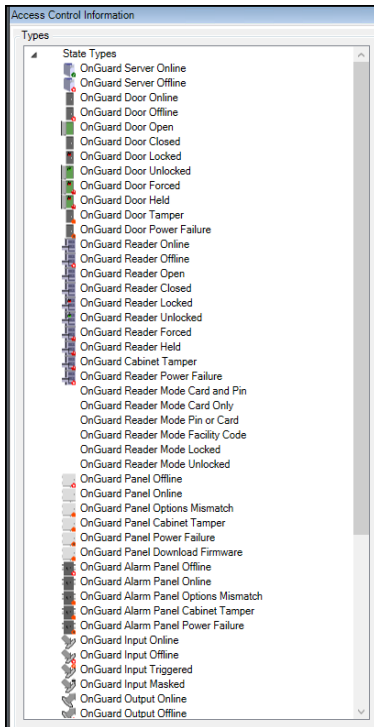 Access Control Information
Types
State Types
OnGuard Server Online
OnGuard Server Offline
OnGuard Door Online
OnGuard Door Offline
OnGuard Door Open
OnGuard Door Closed
OnGuard Door Locked
OnGuard Door Unlocked
OnGuard Door Forced
OnGuard Door Held
OnGuard Door Tamper
OnGuard Door Power Failure
OnGuard Reader Online
OnGuard Reader Offline
OnGuard Reader Open
OnGuard Reader Closed
OnGuard Reader Locked
OnGuard Reader Unlocked
OnGuard Reader Forced
OnGuard Reader Held
OnGuard Cabinet Tamper
OnGuard Reader Power Failure
OnGuard Reader Mode Card and Pin
OnGuard Reader Mode Card Only
OnGuard Reader Mode Pin or Card
OnGuard Reader Mode Facility Code
OnGuard Reader Mode Locked
OnGuard Reader Mode Unlocked
OnGuard Panel Offline
OnGuard Panel Online
OnGuard Panel Options Mismatch
OnGuard Panel Cabinet Tamper
OnGuard Panel Power Failure
OnGuard Panel Download Firmware
OnGuard Alarm Panel Offline
OnGuard Alarm Panel Online
OnGuard Alarm Panel Options Mismatch
OnGuard Alarm Panel Cabinet Tamper
OnGuard Alarm Panel Power Failure
OnGuard Input Online
OnGuard Input Offline
OnGuard Input Triggered
OnGuard Input Masked
OnGuard Output Online
OnGuard Output Offline